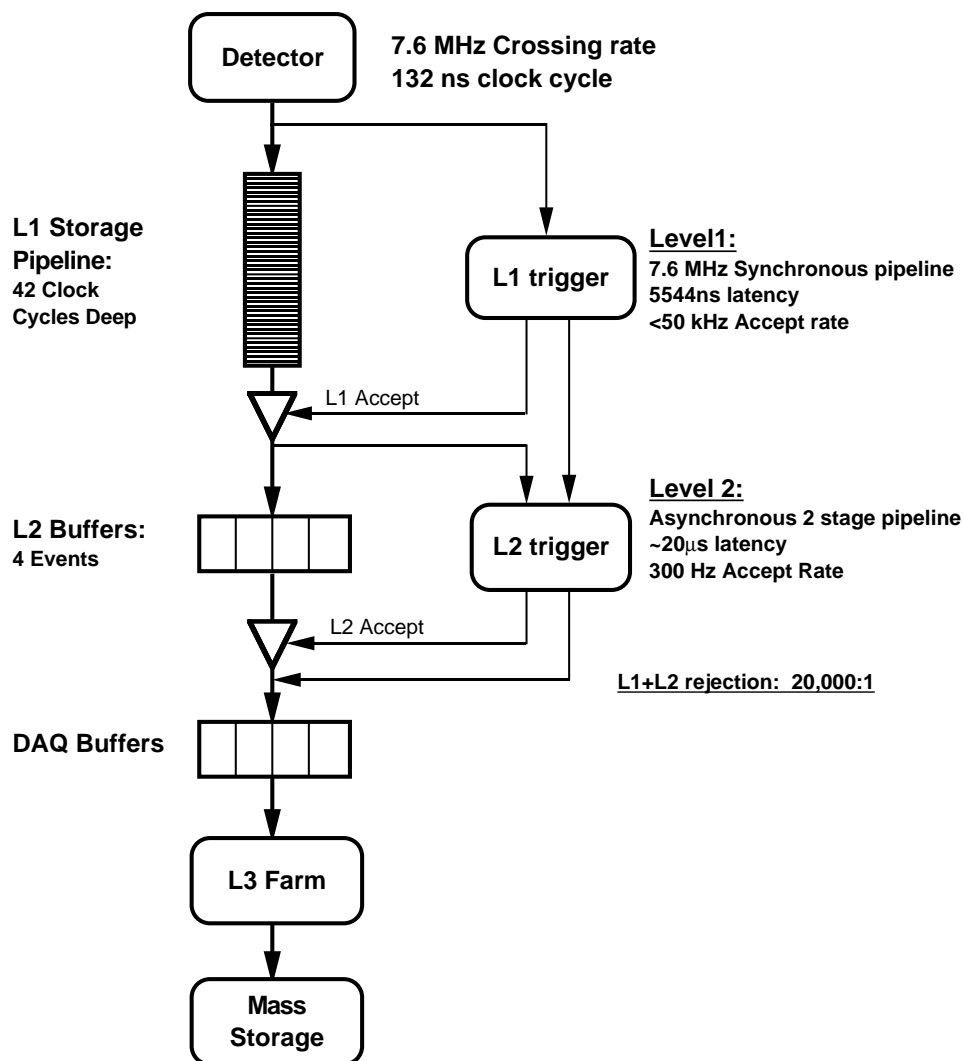 Detector
7.6 MHz Crossing rate
132 ns clock cycle
L1 Storage
Pipeline:
42 Clock
Cycles Deep
L1 trigger
Level1:
7.6 MHz Synchronous pipeline
5544ns latency
<50 kHz Accept rate
L1 Accept
L2 Buffers:
4 Events
L2 trigger
Level 2:
Asynchronous 2 stage pipeline
~20μs latency
300 Hz Accept Rate
L2 Accept
L1+L2 rejection: 20,000:1
DAQ Buffers
L3 Farm
Mass
Storage